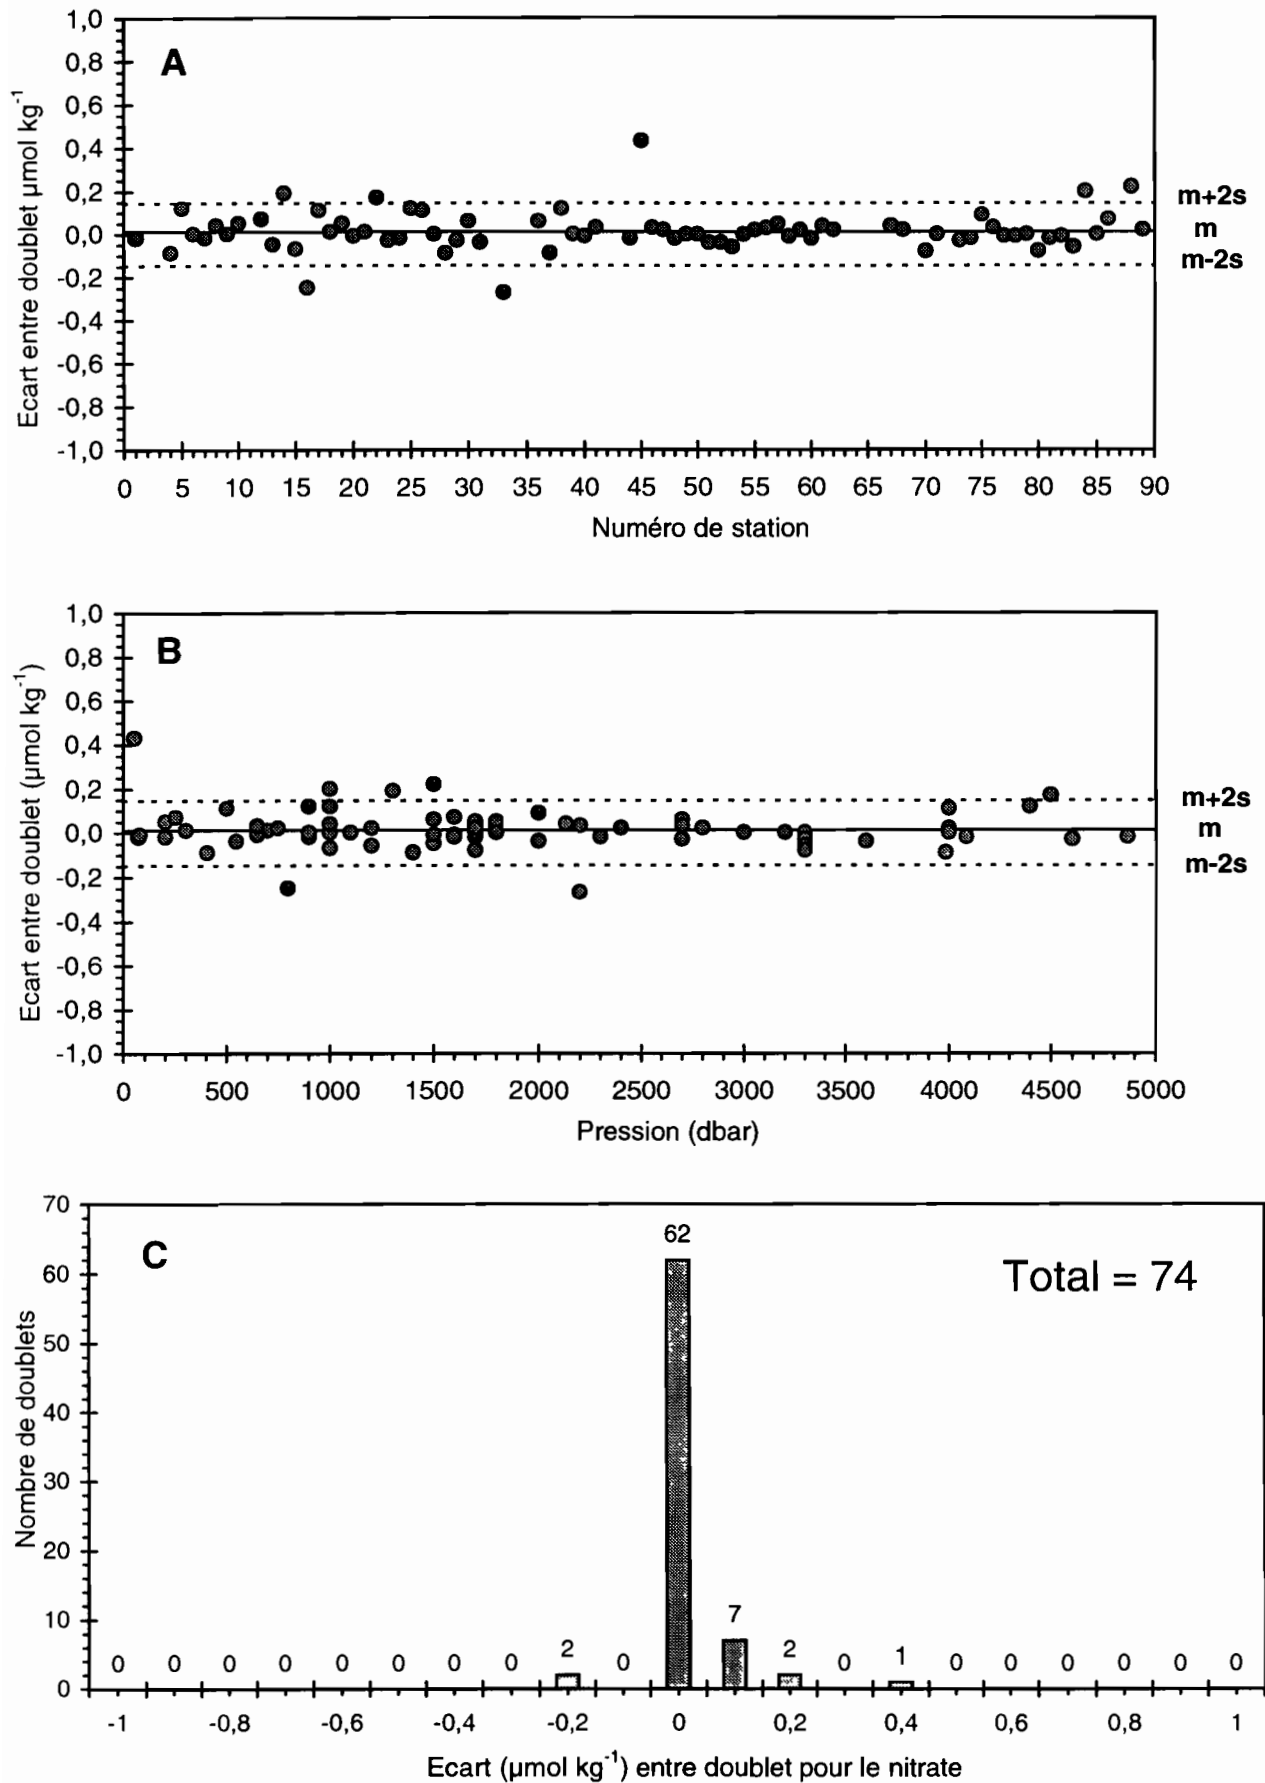 A
Ecart entre doublet µmol kg-1
1,0
0,8
0,6
0,4
0,2
0,0
-0,2
-0,4
-0,6
-0,8
-1,0
m+2s
m
m-2s
0 5 10 15 20 25 30 35 40 45 50 55 60 65 70 75 80 85 90
Numéro de station
B
Ecart entre doublet (µmol kg-1)
1,0
0,8
0,6
0,4
0,2
0,0
-0,2
-0,4
-0,6
-0,8
-1,0
m+2s
m
m-2s
0 500 1000 1500 2000 2500 3000 3500 4000 4500 5000
Pression (dbar)
C
Total = 74
Nombre de doublets
70
60
50
40
30
20
10
0
0 0 0 0 0 0 0 0 2 0 62 7 2 0 1 0 0 0 0 0 0
-1 -0,8 -0,6 -0,4 -0,2 0 0,2 0,4 0,6 0,8 1
Ecart (µmol kg-1) entre doublet pour le nitrate